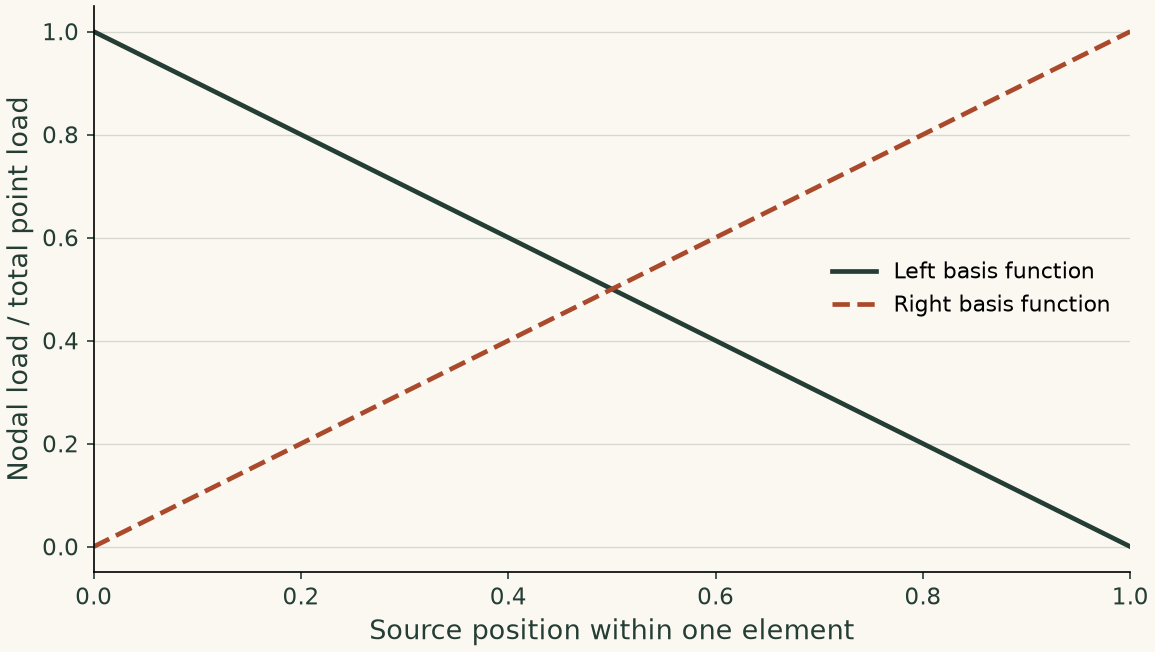 Nodal load / total point load
1.0
0.8
0.6
0.4
0.2
0.0
Left basis function
Right basis function
0.0 0.2 0.4 0.6 0.8 1.0
Source position within one element